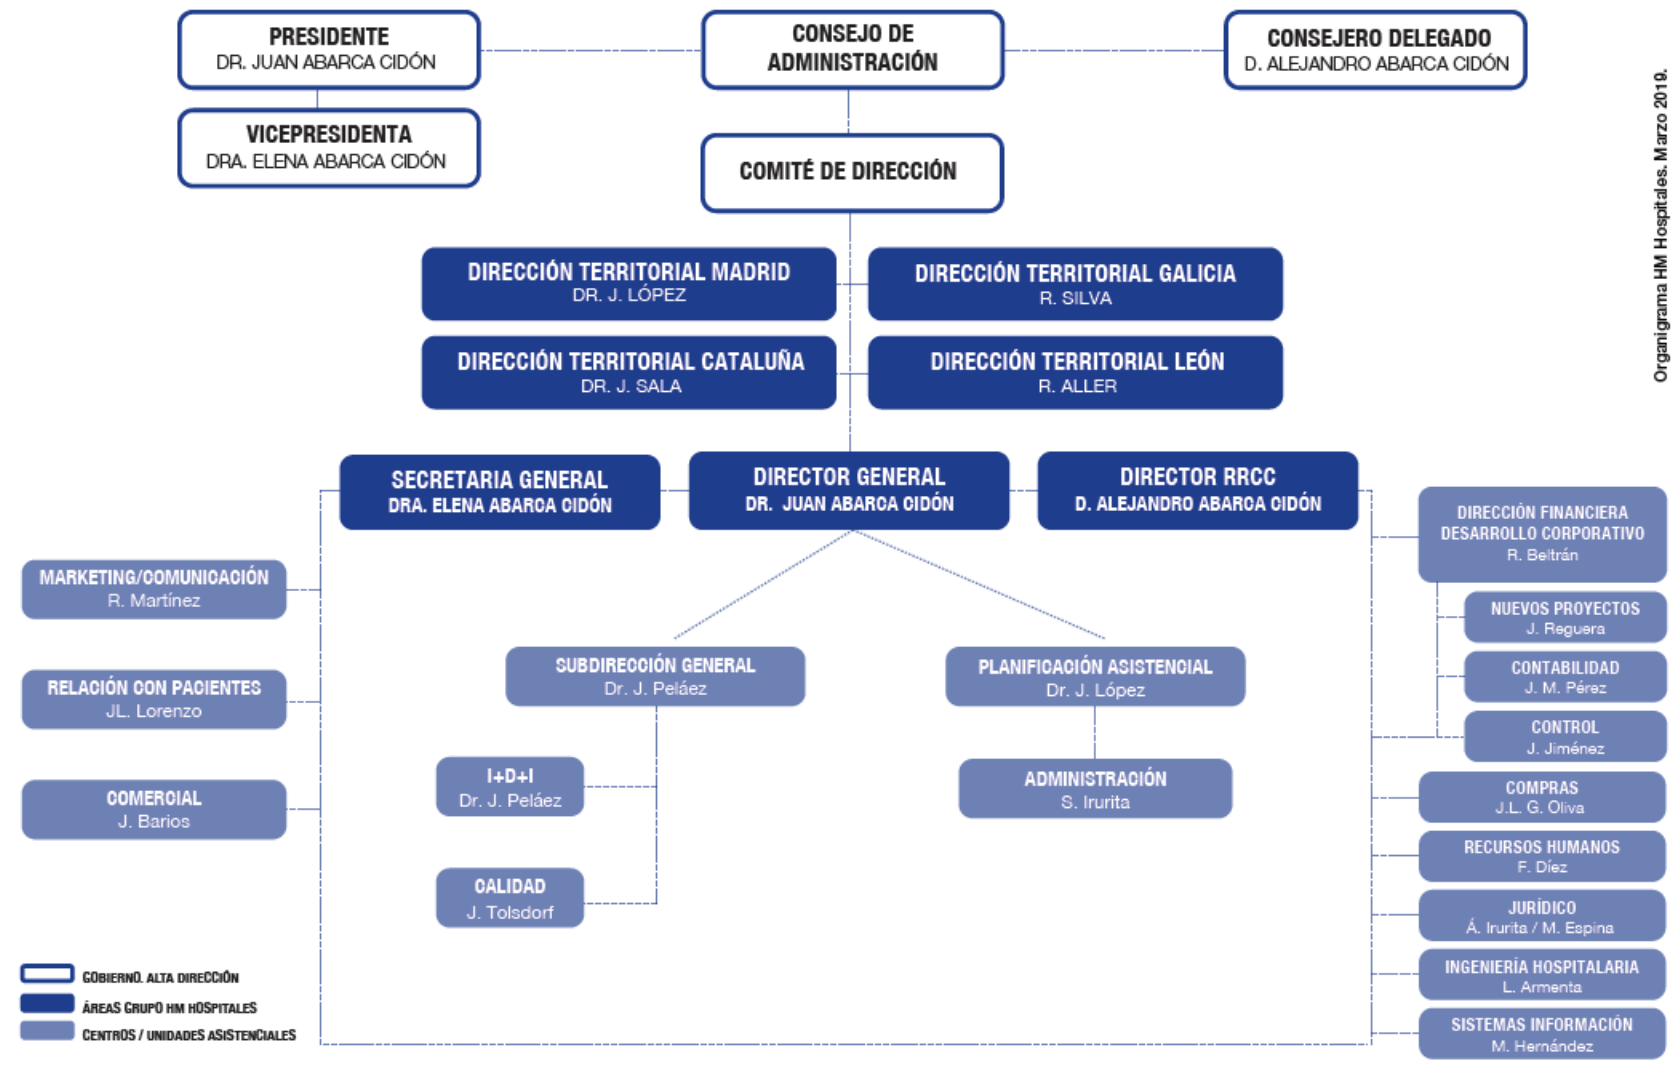 PRESIDENTE
DR. JUAN ABARCA CIDÓN
CONSEJO DE
ADMINISTRACIÓN
CONSEJERO DELEGADO
D. ALEJANDRO ABARCA CIDÓN
VICEPRESIDENTA
DRA. ELENA ABARCA CIDÓN
COMITÉ DE DIRECCIÓN
Organigrama HM Hospitales. Marzo 2019.
DIRECCIÓN TERRITORIAL MADRID
DR. J. LÓPEZ
DIRECCIÓN TERRITORIAL GALICIA
R. SILVA
DIRECCIÓN TERRITORIAL CATALUÑA
DR. J. SALA
DIRECCIÓN TERRITORIAL LEÓN
R. ALLER
SECRETARIA GENERAL
DRA. ELENA ABARCA CIDÓN
DIRECTOR GENERAL
DR. JUAN ABARCA CIDÓN
DIRECTOR RRCC
D. ALEJANDRO ABARCA CIDÓN
MARKETING/COMUNICACIÓN
R. Martínez
RELACIÓN CON PACIENTES
JL. Lorenzo
COMERCIAL
J. Barios
SUBDIRECCIÓN GENERAL
Dr. J. Peláez
I+D+I
Dr. J. Peláez
CALIDAD
J. Tolsdorf
PLANIFICACIÓN ASISTENCIAL
Dr. J. López
ADMINISTRACIÓN
S. Irurita
DIRECCIÓN FINANCIERA
DESARROLLO CORPORATIVO
R. Beltrán
NUEVOS PROYECTOS
J. Reguera
CONTABILIDAD
J. M. Pérez
CONTROL
J. Jiménez
COMPRAS
J.L. G. Oliva
RECURSOS HUMANOS
F. Díez
JURÍDICO
Á. Irurita / M. Espina
INGENIERÍA HOSPITALARIA
L. Armenta
SISTEMAS INFORMACIÓN
M. Hernández
GOBIERNO. ALTA DIRECCIÓN
ÁREAS GRUPO HM HOSPITALES
CENTROS / UNIDADES ASISTENCIALES